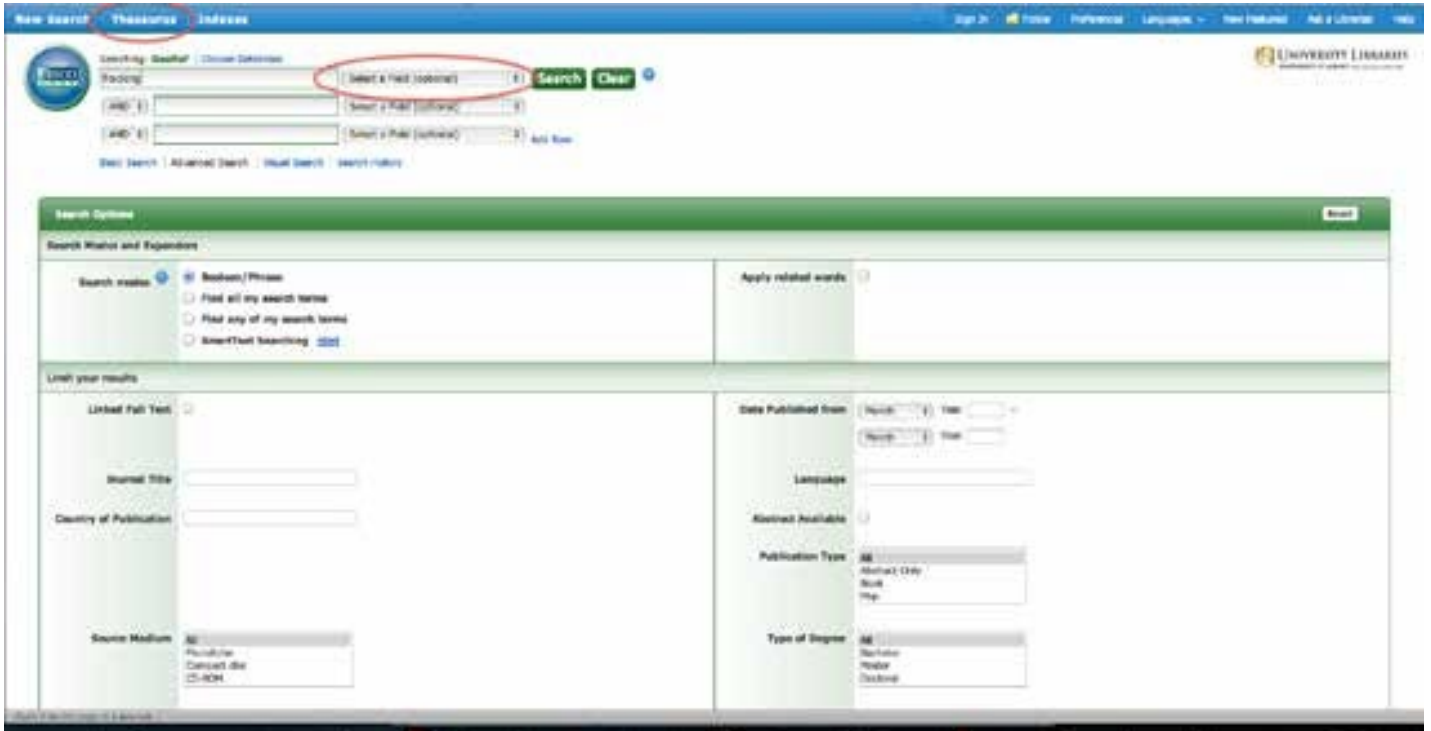 New Search Thesaurus Indexes
Sign In Folder Preferences Languages New Features! Ask a Librarian Help
Searching: GeoRef Choose Databases
EBSCO
fracking Select a Field (optional) Search Clear
AND Select a Field (optional)
AND Select a Field (optional) Add Row
Basic Search Advanced Search Visual Search Search History
UNIVERSITY LIBRARIES
Search Options
Reset
Search Modes and Expanders
Search modes Boolean/Phrase
Find all my search terms
Find any of my search terms
SmartText Searching
Apply related words
Limit your results
Linked Full Text
Date Published from Month Year
Month Year
Journal Title
Language
Country of Publication
Abstract Available
Publication Type All
Abstract Only
Book
Map
Source Medium All
Microfiche
Compact disc
CD-ROM
Type of Degree All
Bachelor
Master
Doctoral